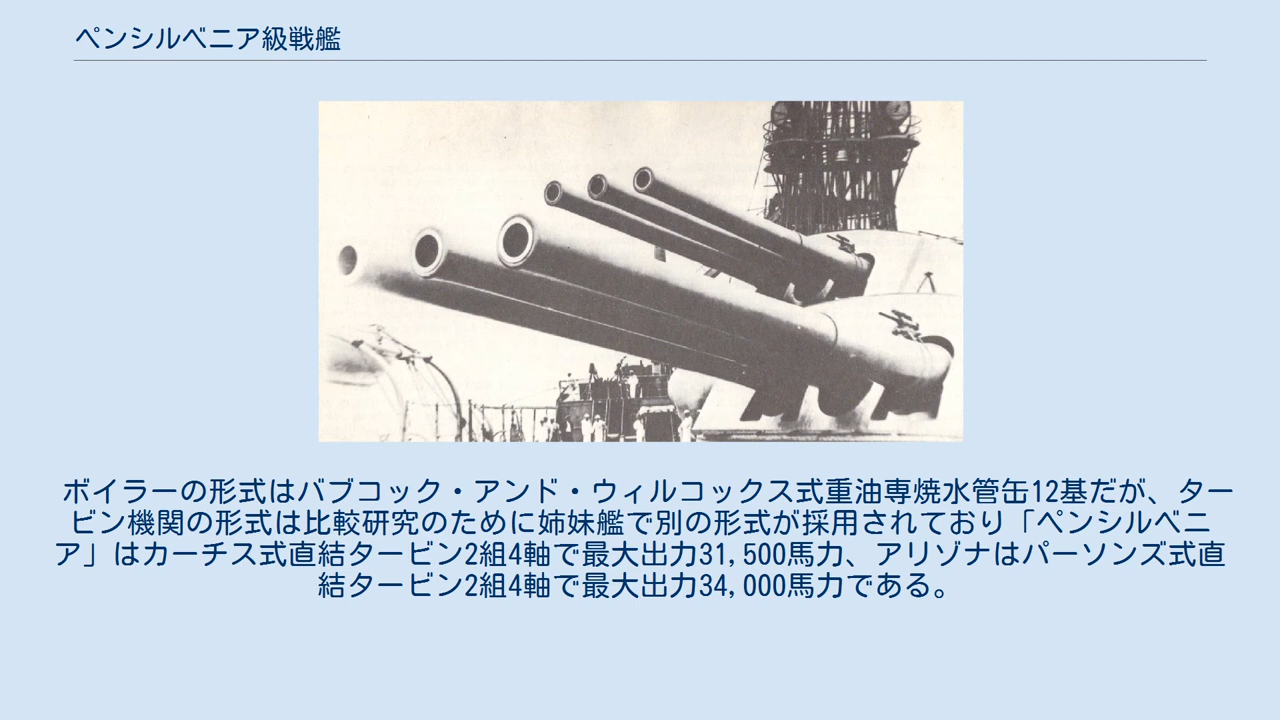 ペンシルベニア級戦艦
ボイラーの形式はバブコック・アンド・ウィルコックス式重油専焼水管缶12基だが、ター
ビン機関の形式は比較研究のために姉妹艦で別の形式が採用されており「ペンシルベニ
ア」はカーチス式直結タービン2組4軸で最大出力31,500馬力、アリゾナはパーソンズ式直
結タービン2組4軸で最大出力34,000馬力である。